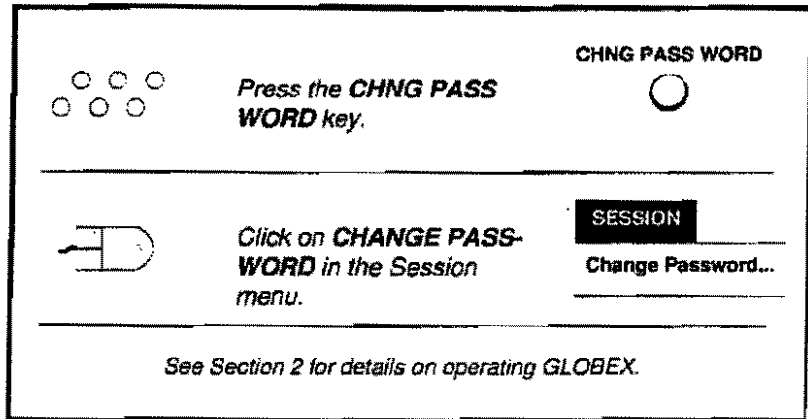 CHNG PASS WORD
Press the CHNG PASS
WORD key.
SESSION
Click on CHANGE PASS-
WORD in the Session
menu.
Change Password...
See Section 2 for details on operating GLOBEX.